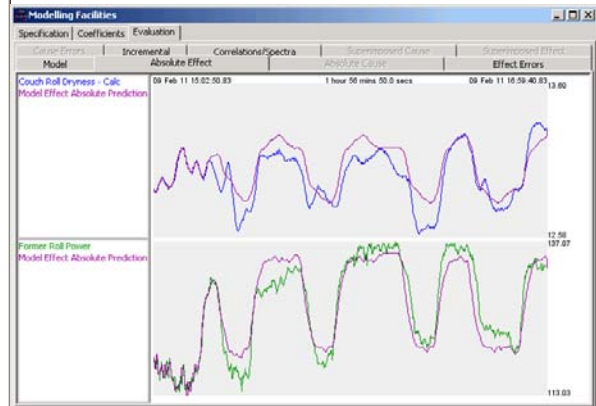 Modelling Facilities
Specification Coefficients Evaluation
Cause Errors Incremental Correlations/Spectra Superimposed Cause Superimposed Effect
Model Absolute Effect Absolute Cause Effect Errors
Couch Roll Dryness - Calc
Model Effect Absolute Prediction
09 Feb 11 15:02:50.83 1 hour 56 mins 50.0 secs 09 Feb 11 16:59:40.83
13.60
12.58
Former Roll Power
Model Effect Absolute Prediction
137.07
113.03